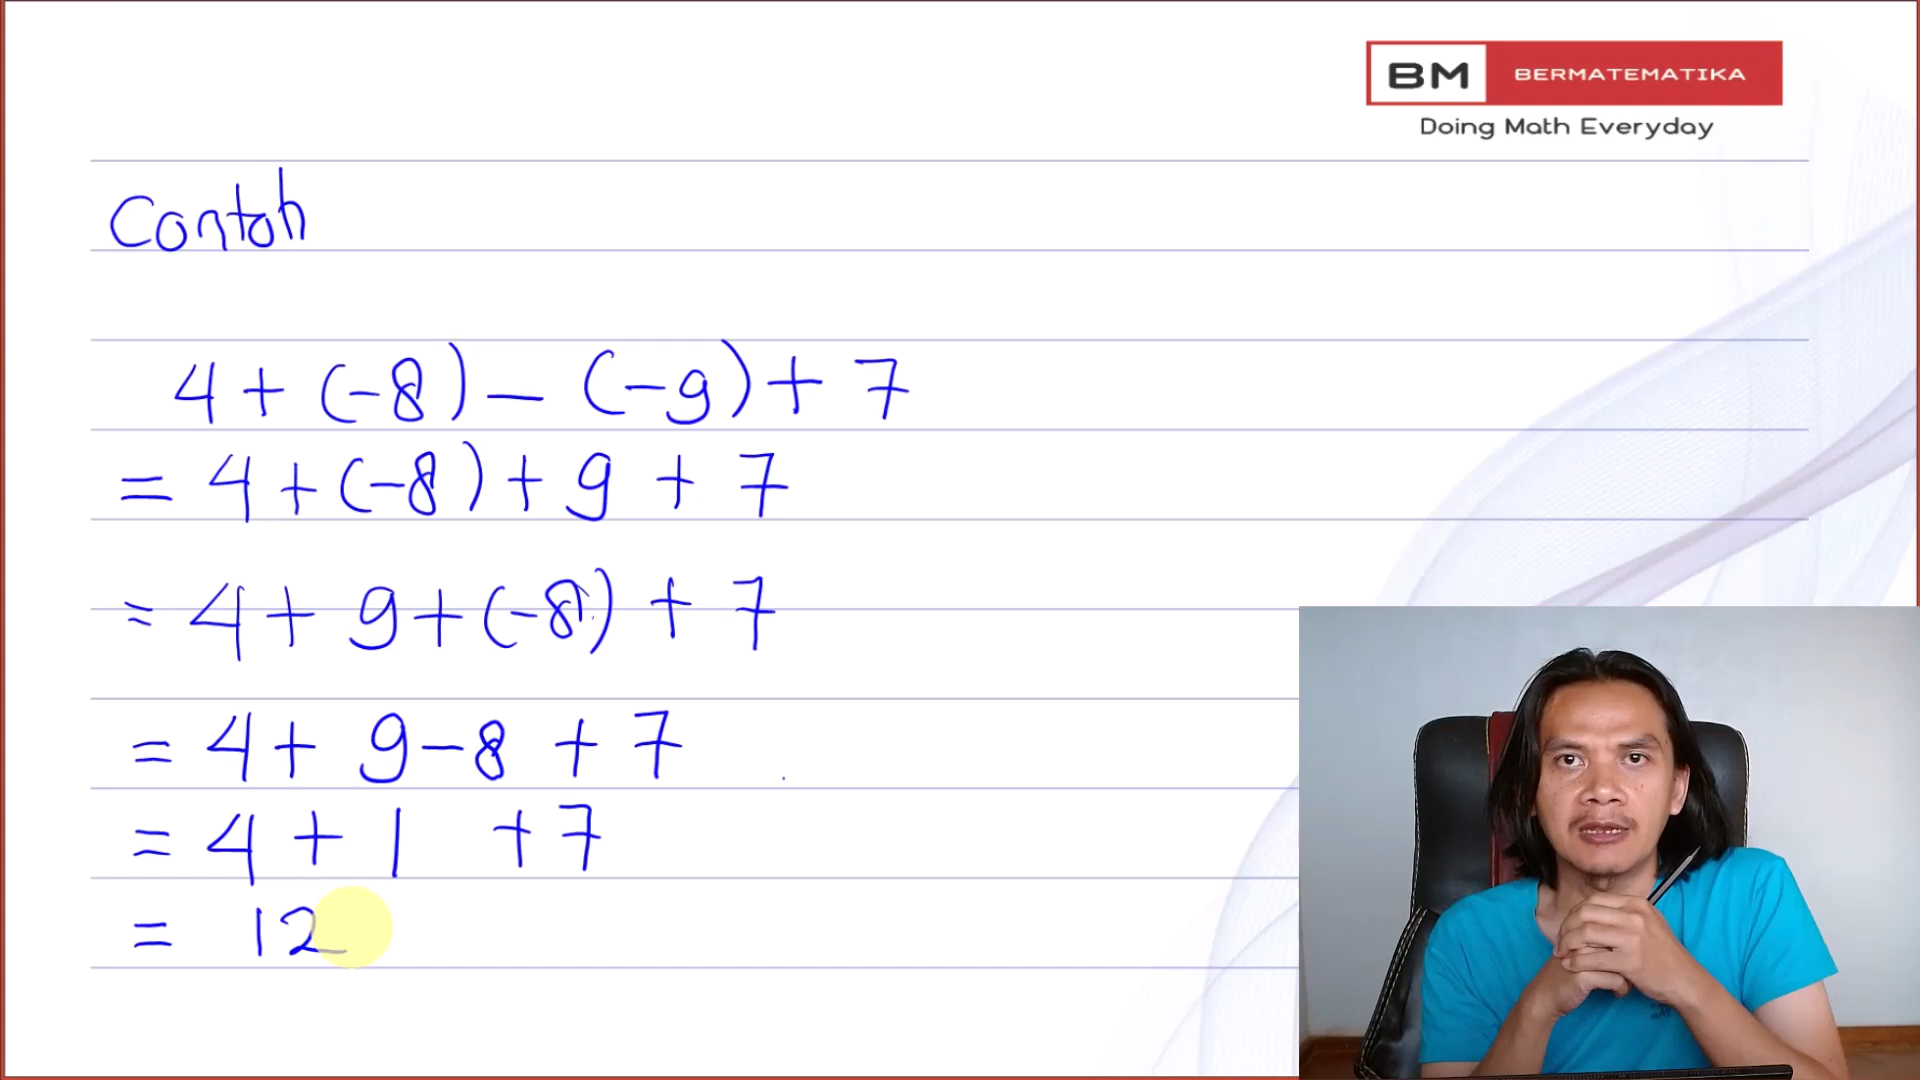 BM BERMATEMATIKA
Doing Math Everyday
Contoh
4 + (-8) - (-9) + 7
= 4 + (-8) + 9 + 7
= 4 + 9 + (-8) + 7
= 4 + 9 - 8 + 7
= 4 + 1 + 7
= 12